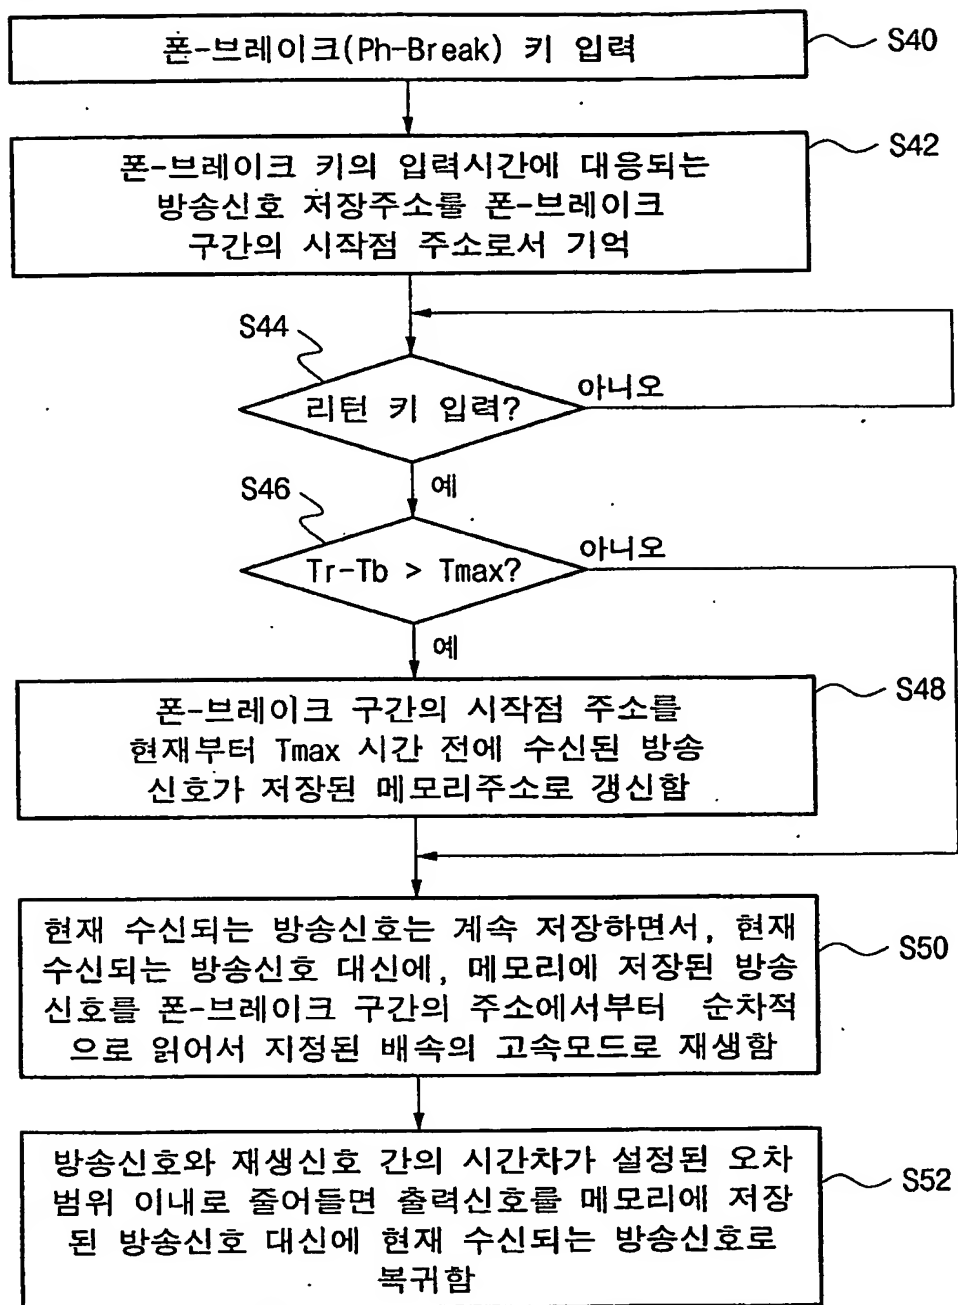 폰-브레이크(Ph-Break) 키 입력
S40
S42
폰-브레이크 키의 입력시간에 대응되는
방송신호 저장주소를 폰-브레이크
구간의 시작점 주소로서 기억
S44
리턴 키 입력?
아니오
예
S46
Tr-Tb > Tmax?
아니오
예
S48
폰-브레이크 구간의 시작점 주소를
현재부터 Tmax 시간 전에 수신된 방송
신호가 저장된 메모리주소로 갱신함
현재 수신되는 방송신호는 계속 저장하면서, 현재
수신되는 방송신호 대신에, 메모리에 저장된 방송
신호를 폰-브레이크 구간의 주소에서부터 순차적
으로 읽어서 지정된 배속의 고속모드로 재생함
S50
방송신호와 재생신호 간의 시간차가 설정된 오차
범위 이내로 줄어들면 출력신호를 메모리에 저장
된 방송신호 대신에 현재 수신되는 방송신호로
복귀함
S52